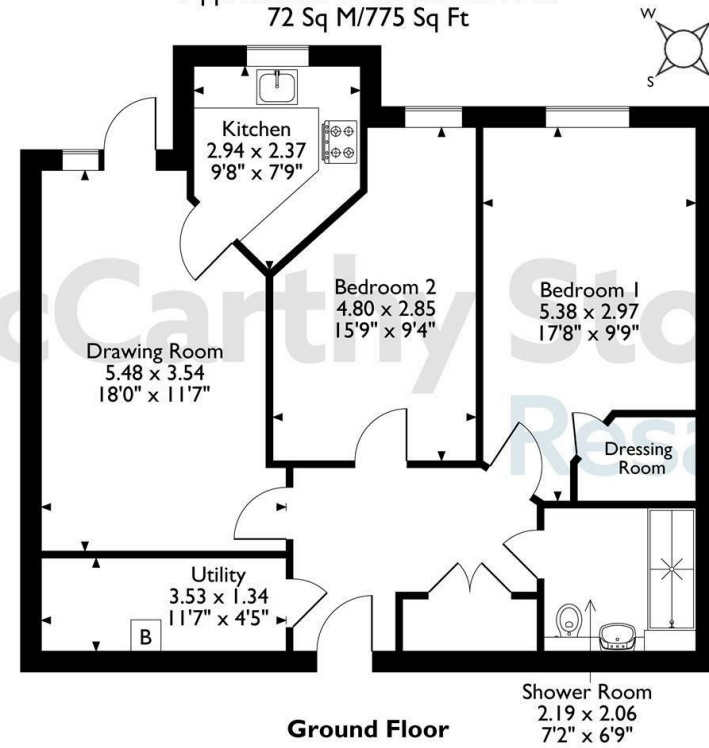 72 Sq M/775 Sq Ft
W
S
Kitchen
2.94 x 2.37
9'8" x 7'9"
Bedroom 2
4.80 x 2.85
15'9" x 9'4"
Bedroom 1
5.38 x 2.97
17'8" x 9'9"
Drawing Room
5.48 x 3.54
18'0" x 11'7"
Dressing
Room
Utility
3.53 x 1.34
11'7" x 4'5"
B
Shower Room
2.19 x 2.06
7'2" x 6'9"
Ground Floor
cCarthy Sto
Resa